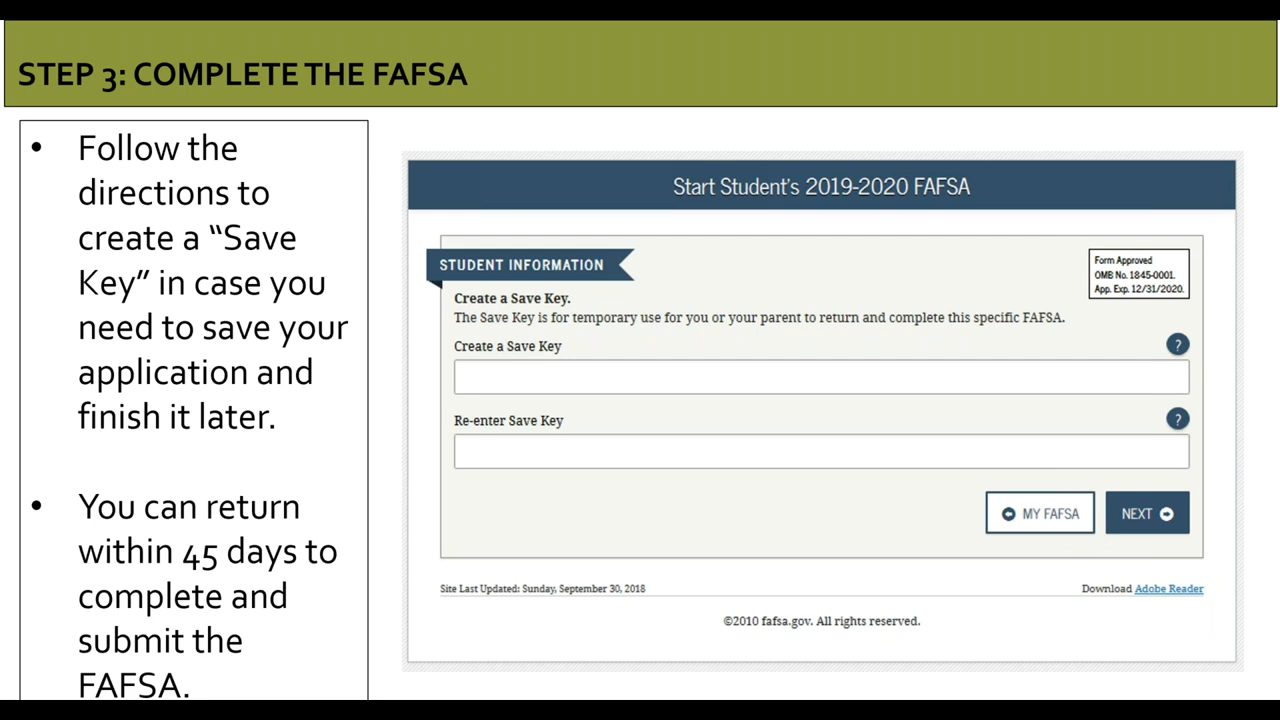 STEP 3: COMPLETE THE FAFSA
• Follow the
directions to
create a “Save
Key” in case you
need to save your
application and
finish it later.
• You can return
within 45 days to
complete and
submit the
FAFSA.
Start Student's 2019-2020 FAFSA
STUDENT INFORMATION
Form Approved
OMB No. 1845-0001.
App. Exp. 12/31/2020.
Create a Save Key.
The Save Key is for temporary use for you or your parent to return and complete this specific FAFSA.
Create a Save Key
?
Re-enter Save Key
?
MY FAFSA
NEXT
Site Last Updated: Sunday, September 30, 2018
Download Adobe Reader
©2010 fafsa.gov. All rights reserved.